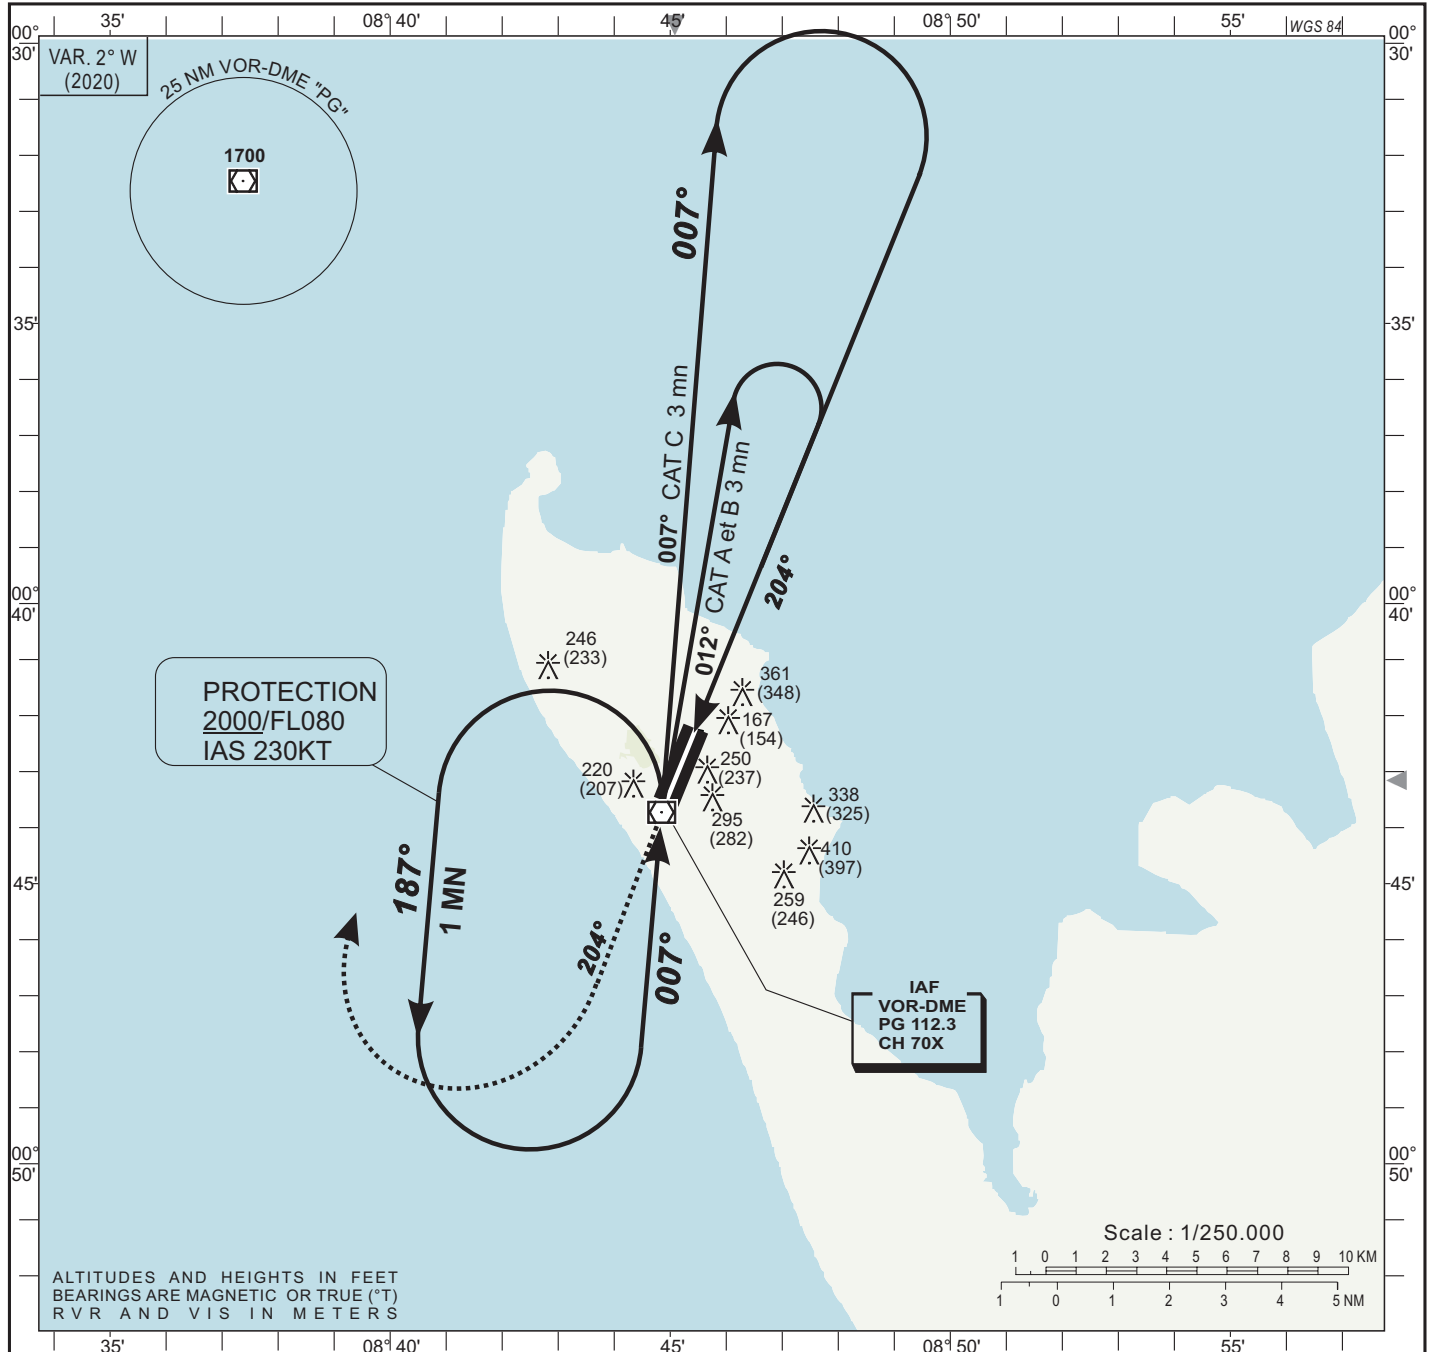 35'
08° 40'
45'
08° 50'
55'
WGS 84
00°
30'
00°
30'
VAR. 2° W
(2020)
25 NM VOR-DME "PG"
1700
007°
35'
35'
007° CAT C 3 mn
012° CAT A et B 3 mn
204°
00°
40'
00°
40'
246
(233)
361
(348)
167
(154)
250
(237)
220
(207)
295
(282)
338
(325)
410
(397)
259
(246)
PROTECTION
2000/FL080
IAS 230KT
187°
1 MN
204°
007°
45'
45'
IAF
VOR-DME
PG 112.3
CH 70X
00°
50'
00°
50'
Scale : 1/250.000
1 0 1 2 3 4 5 6 7 8 9 10 KM
1 0 1 2 3 4 5 NM
ALTITUDES AND HEIGHTS IN FEET
BEARINGS ARE MAGNETIC OR TRUE (°T)
RVR AND VIS IN METERS
35'
08° 40'
45'
08° 50'
55'